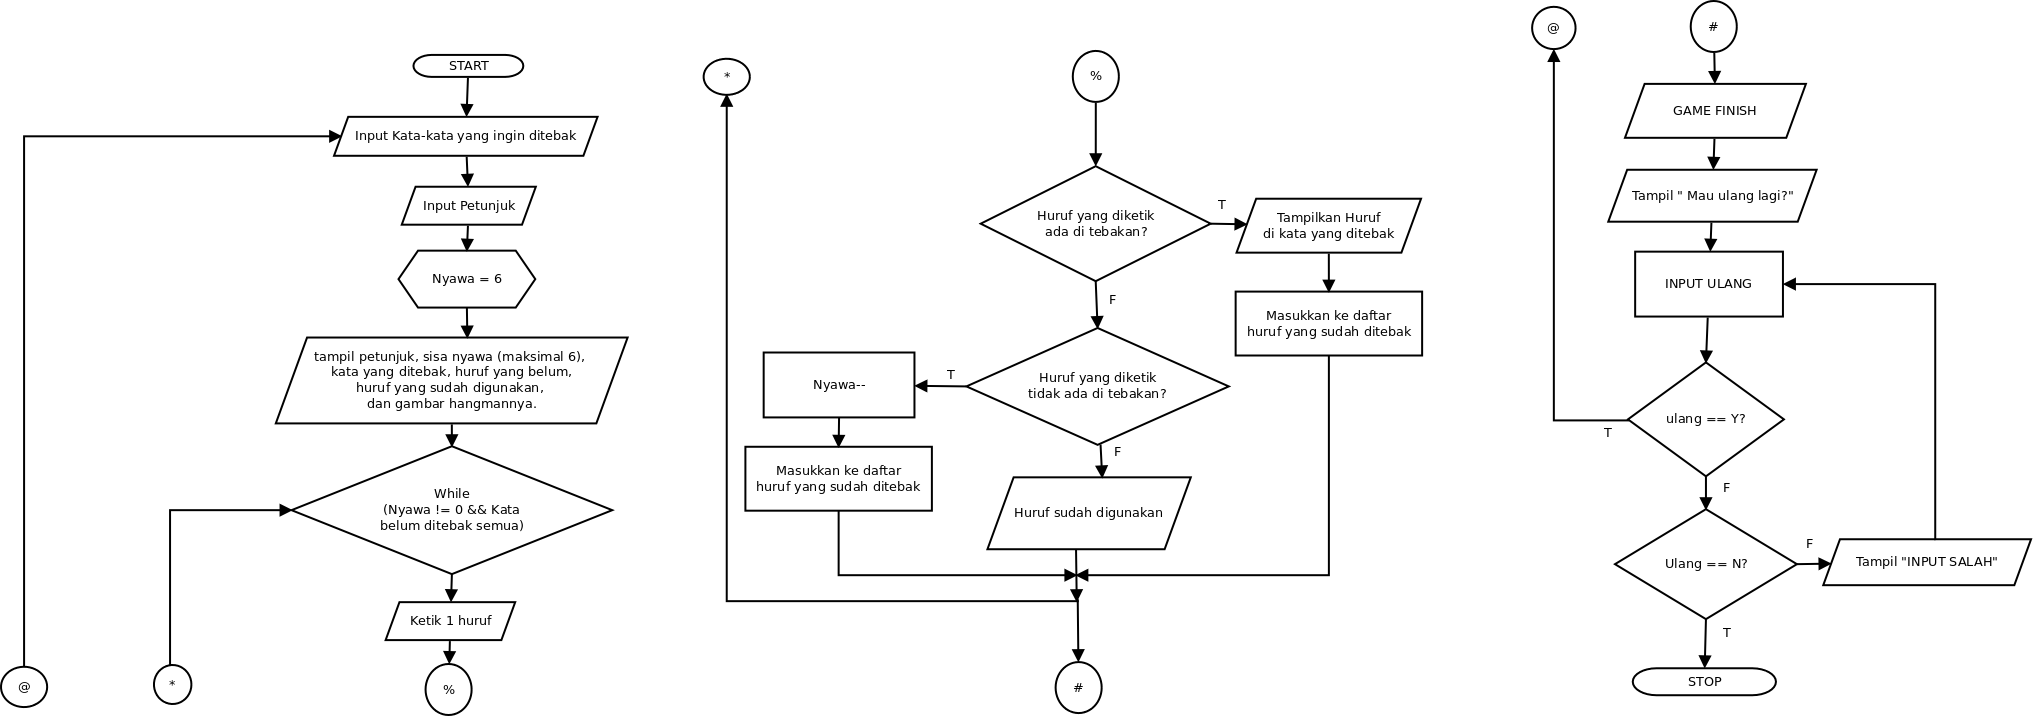 START
Input Kata-kata yang ingin ditebak
Input Petunjuk
Nyawa = 6
tampil petunjuk, sisa nyawa (maksimal 6),
kata yang ditebak, huruf yang belum,
huruf yang sudah digunakan,
dan gambar hangmannya.
While
(Nyawa != 0 && Kata
belum ditebak semua)
Ketik 1 huruf
@
*
%
*
%
Huruf yang diketik
ada di tebakan?
T
Tampilkan Huruf
di kata yang ditebak
F
Masukkan ke daftar
huruf yang sudah ditebak
Huruf yang diketik
tidak ada di tebakan?
T
Nyawa--
Masukkan ke daftar
huruf yang sudah ditebak
F
Huruf sudah digunakan
#
@
#
GAME FINISH
Tampil " Mau ulang lagi?"
INPUT ULANG
ulang == Y?
T
F
Ulang == N?
F
Tampil "INPUT SALAH"
T
STOP